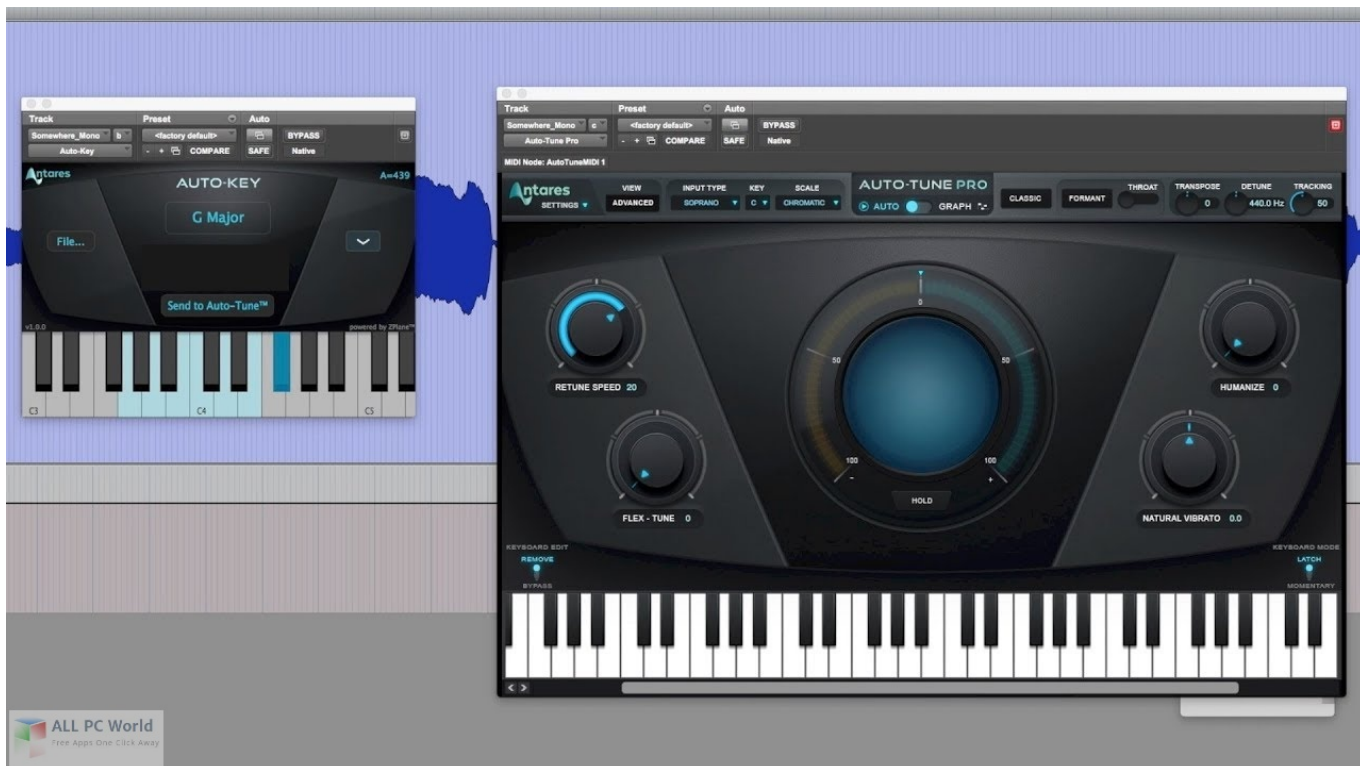 Track Preset Auto
Somewhere_Mono b <factory default> BYPASS
Auto-Key - + COMPARE SAFE Native
Antares AUTO-KEY A=439
G Major
File...
Send to Auto-Tune™
v1.0.0 powered by ZPlane™
C3 C4 C5
Track Preset Auto
Somewhere_Mono c <factory default> BYPASS
Auto-Tune Pro - + COMPARE SAFE Native
MIDI Node: AutoTuneMIDI 1
Antares VIEW INPUT TYPE KEY SCALE AUTO-TUNE PRO CLASSIC FORMANT THROAT TRANSPOSE DETUNE TRACKING
SETTINGS ADVANCED SOPRANO C CHROMATIC AUTO GRAPH 0 440.0 Hz 50
0
50 50
100 100
- +
HOLD
RETUNE SPEED 20
HUMANIZE 0
FLEX - TUNE 0
NATURAL VIBRATO 0.0
KEYBOARD EDIT KEYBOARD MODE
REMOVE LATCH
BYPASS MOMENTARY
< >
ALL PC World
Free Apps One Click Away